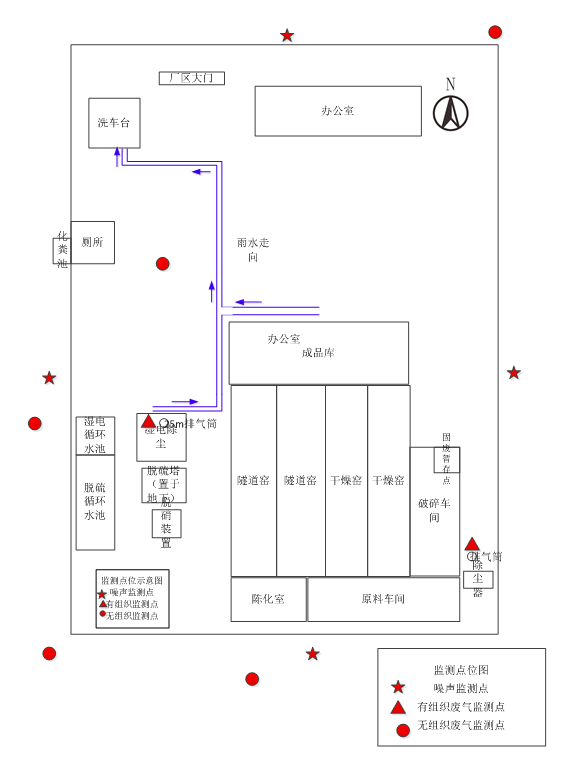 厂区大门
N
办公室
洗车台
化
粪
池
厕所
雨水走
向
办公室
成品库
25m排气筒
湿电除
尘
湿电
循环
水池
脱硫塔
（置于
地下）
脱硫
循环
水池
脱
硝
装
置
隧道窑
隧道窑
干燥窑
干燥窑
固
废
暂
存
点
破碎车
间
排气筒
除
尘
器
陈化室
原料车间
监测点位示意图
噪声监测点
有组织监测点
无组织监测点
监测点位图
噪声监测点
有组织废气监测点
无组织废气监测点